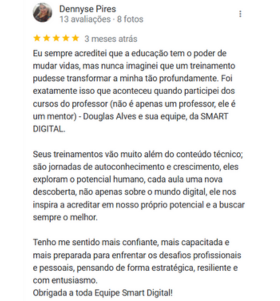 Dennyse Pires
13 avaliações · 8 fotos
3 meses atrás
Eu sempre acreditei que a educação tem o poder de
mudar vidas, mas nunca imaginei que um treinamento
pudesse transformar a minha tão profundamente. Foi
exatamente isso que aconteceu quando participei dos
cursos do professor (não é apenas um professor, ele é
um mentor) - Douglas Alves e sua equipe, da SMART
DIGITAL.
Seus treinamentos vão muito além do conteúdo técnico;
são jornadas de autoconhecimento e crescimento, eles
exploram o potencial humano, cada aula uma nova
descoberta, não apenas sobre o mundo digital, ele nos
inspira a acreditar em nosso próprio potencial e a buscar
sempre o melhor.
Tenho me sentido mais confiante, mais capacitada e
mais preparada para enfrentar os desafios profissionais
e pessoais, pensando de forma estratégica, resiliente e
com entusiasmo.
Obrigada a toda Equipe Smart Digital!